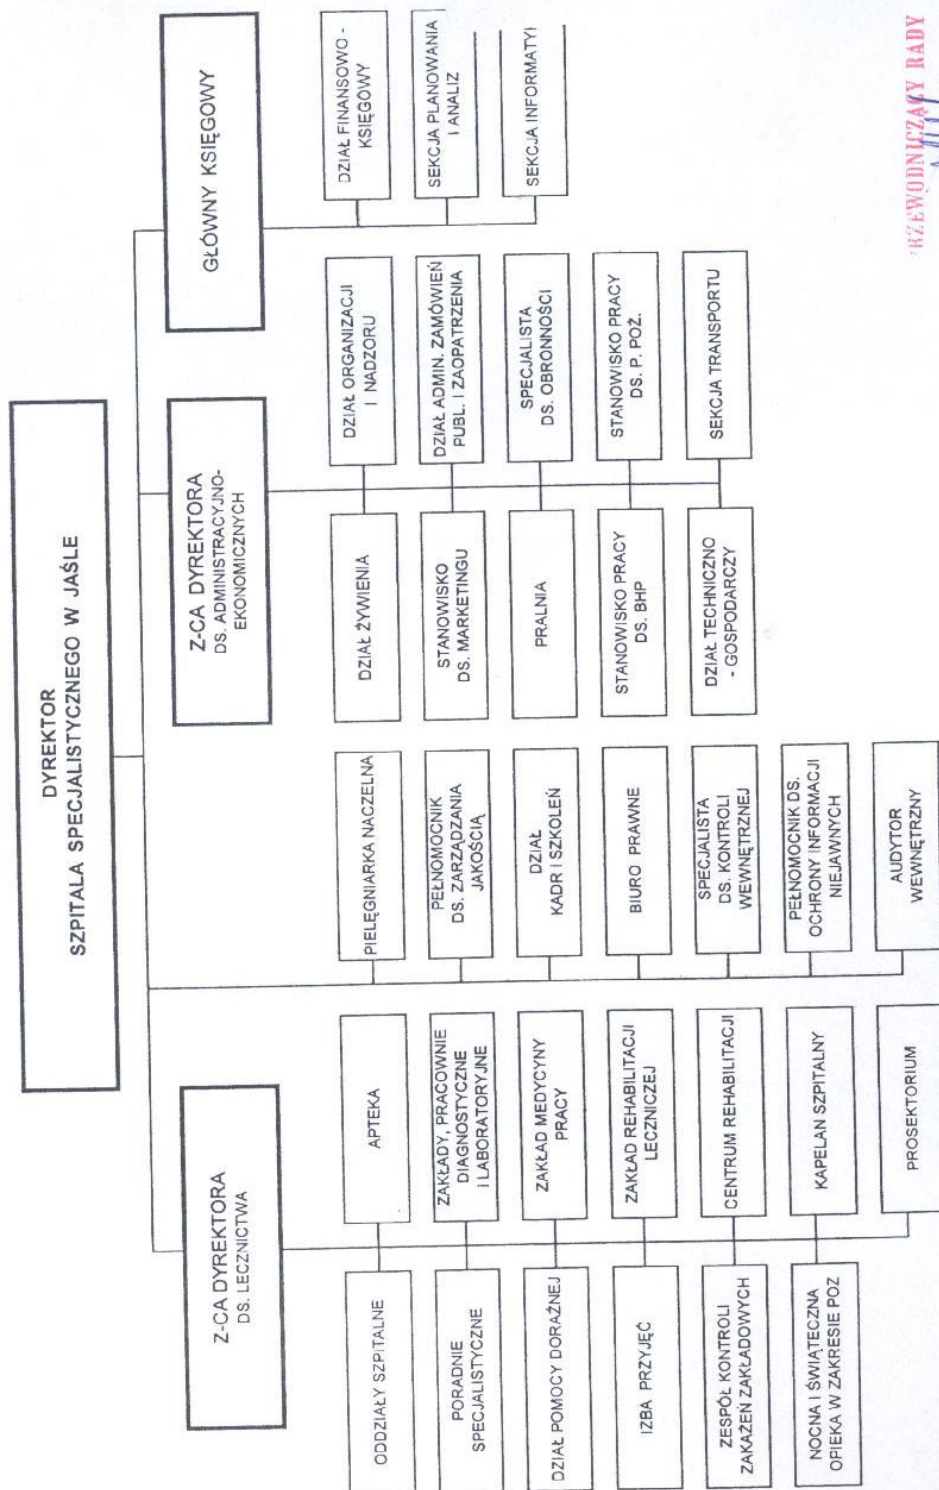 DYREKTOR
SZPITALA SPECJALISTYCZNEGO W JAŚLE
Z-CA DYREKTORA
DS. LECZNICTWA
ODDZIAŁY SZPITALNE
APTEKA
PORADNIE
SPECJALISTYCZNE
ZAKŁADY, PRACOWNIE
DIAGNOSTYCZNE
i LABORATORYJNE
DZIAŁ POMOCY DORAŹNEJ
ZAKŁAD MEDYCYNY
PRACY
IZBA PRZYJĘĆ
ZAKŁAD REHABILITACJI
LECZNICZEJ
ZESPÓŁ KONTROLI
ZAKAŻEŃ ZAKŁADOWYCH
CENTRUM REHABILITACJI
NOCNA I ŚWIĄTECZNA
OPIEKA W ZAKRESIE POZ
KAPELAN SZPITALNY
PROSEKTORIUM
PIELĘGNIARKA NACZELNA
PEŁNOMOCNIK
DS. ZARZĄDZANIA
JAKOŚCIĄ
DZIAŁ
KADR I SZKOLEŃ
BIURO PRAWNE
SPECJALISTA
DS. KONTROLI
WEWNĘTRZNEJ
PEŁNOMOCNIK DS.
OCHRONY INFORMACJI
NIEJAWNYCH
AUDYTOR
WEWNĘTRZNY
Z-CA DYREKTORA
DS. ADMINISTRACYJNO-
EKONOMICZNYCH
DZIAŁ ŻYWIENIA
DZIAŁ ORGANIZACJI
I NADZORU
STANOWISKO
DS. MARKETINGU
DZIAŁ ADMIN. ZAMÓWIEŃ
PUBL. I ZAOPATRZENIA
PRALNIA
SPECJALISTA
DS. OBRONNOŚCI
STANOWISKO PRACY
DS. BHP
STANOWISKO PRACY
DS. P. POŻ.
DZIAŁ TECHNICZNO
- GOSPODARCZY
SEKCJA TRANSPORTU
GŁÓWNY KSIĘGOWY
DZIAŁ FINANSOWO -
KSIĘGOWY
SEKCJA PLANOWANIA
I ANALIZ
SEKCJA INFORMATYI
RZEWODNICZĄCY RADY